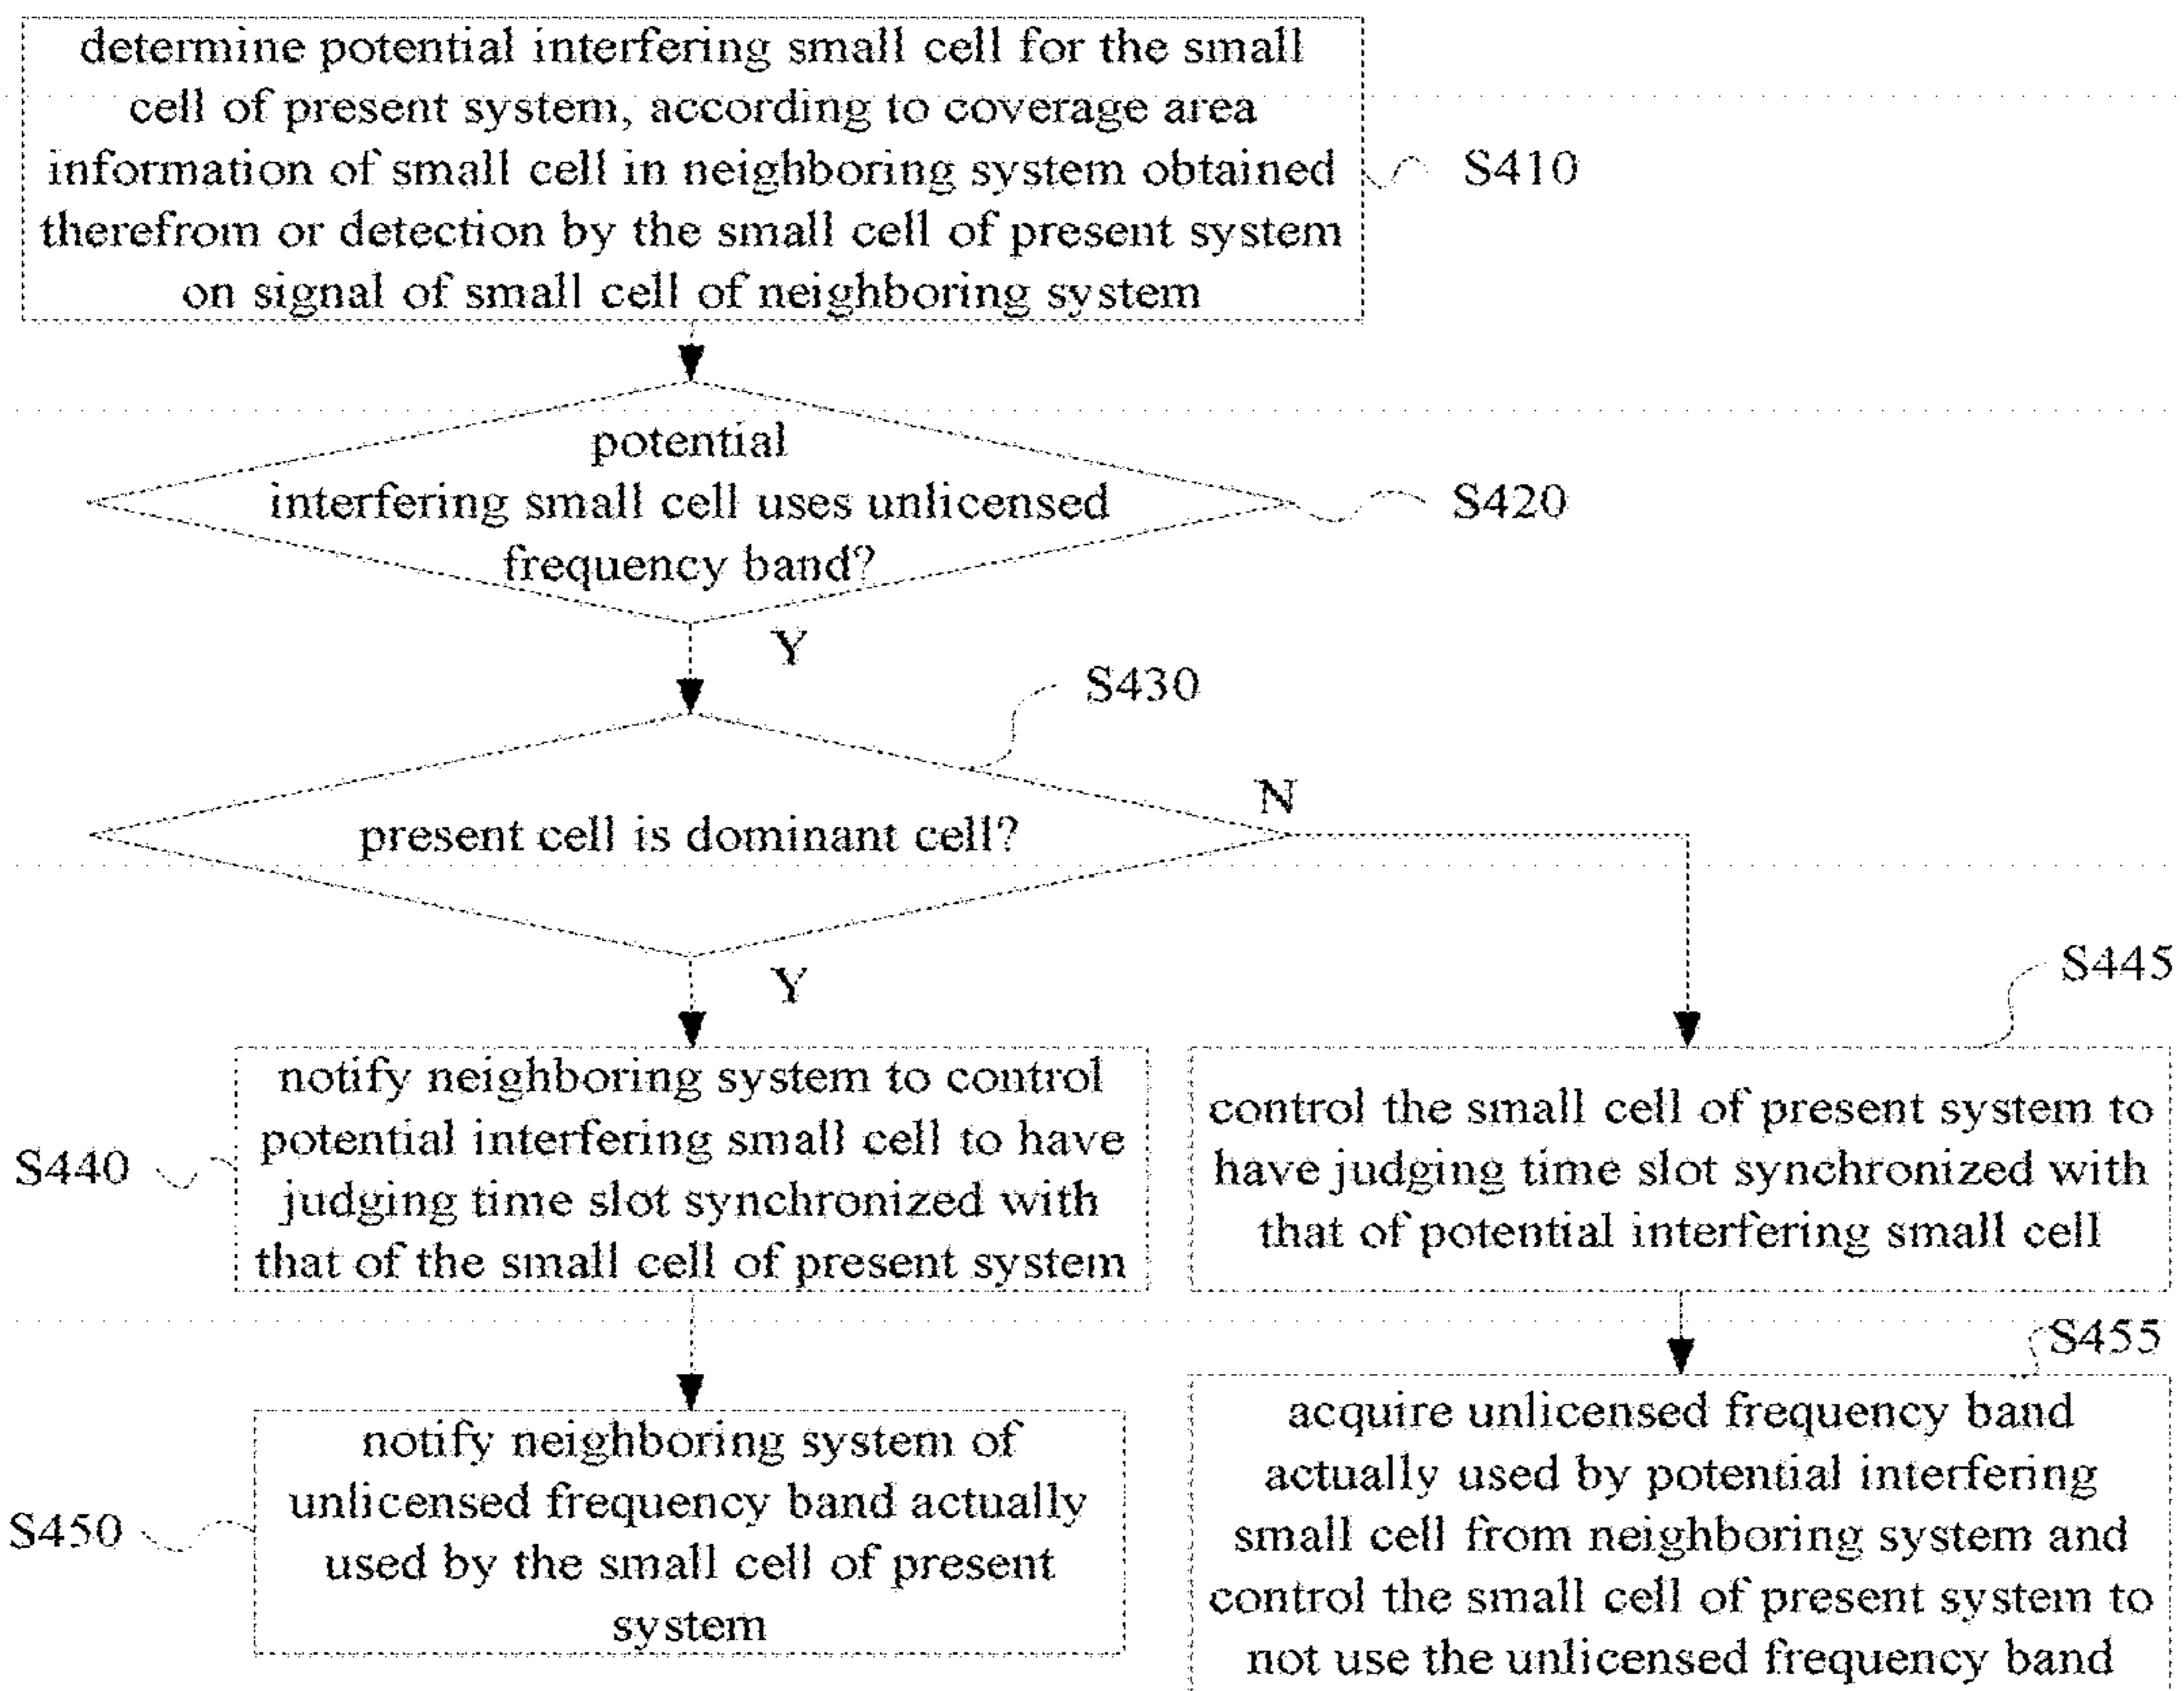 determine potential interfering small cell for the small
cell of present system, according to coverage area
information of small cell in neighboring system obtained
therefrom or detection by the small cell of present system
on signal of small cell of neighboring system
S410
potential
interfering small cell uses unlicensed
frequency band?
S420
Y
S430
present cell is dominant cell?
N
Y
S445
notify neighboring system to control
potential interfering small cell to have
judging time slot synchronized with
that of the small cell of present system
S440
control the small cell of present system to
have judging time slot synchronized with
that of potential interfering small cell
S455
notify neighboring system of
unlicensed frequency band actually
used by the small cell of present
system
S450
acquire unlicensed frequency band
actually used by potential interfering
small cell from neighboring system and
control the small cell of present system to
not use the unlicensed frequency band